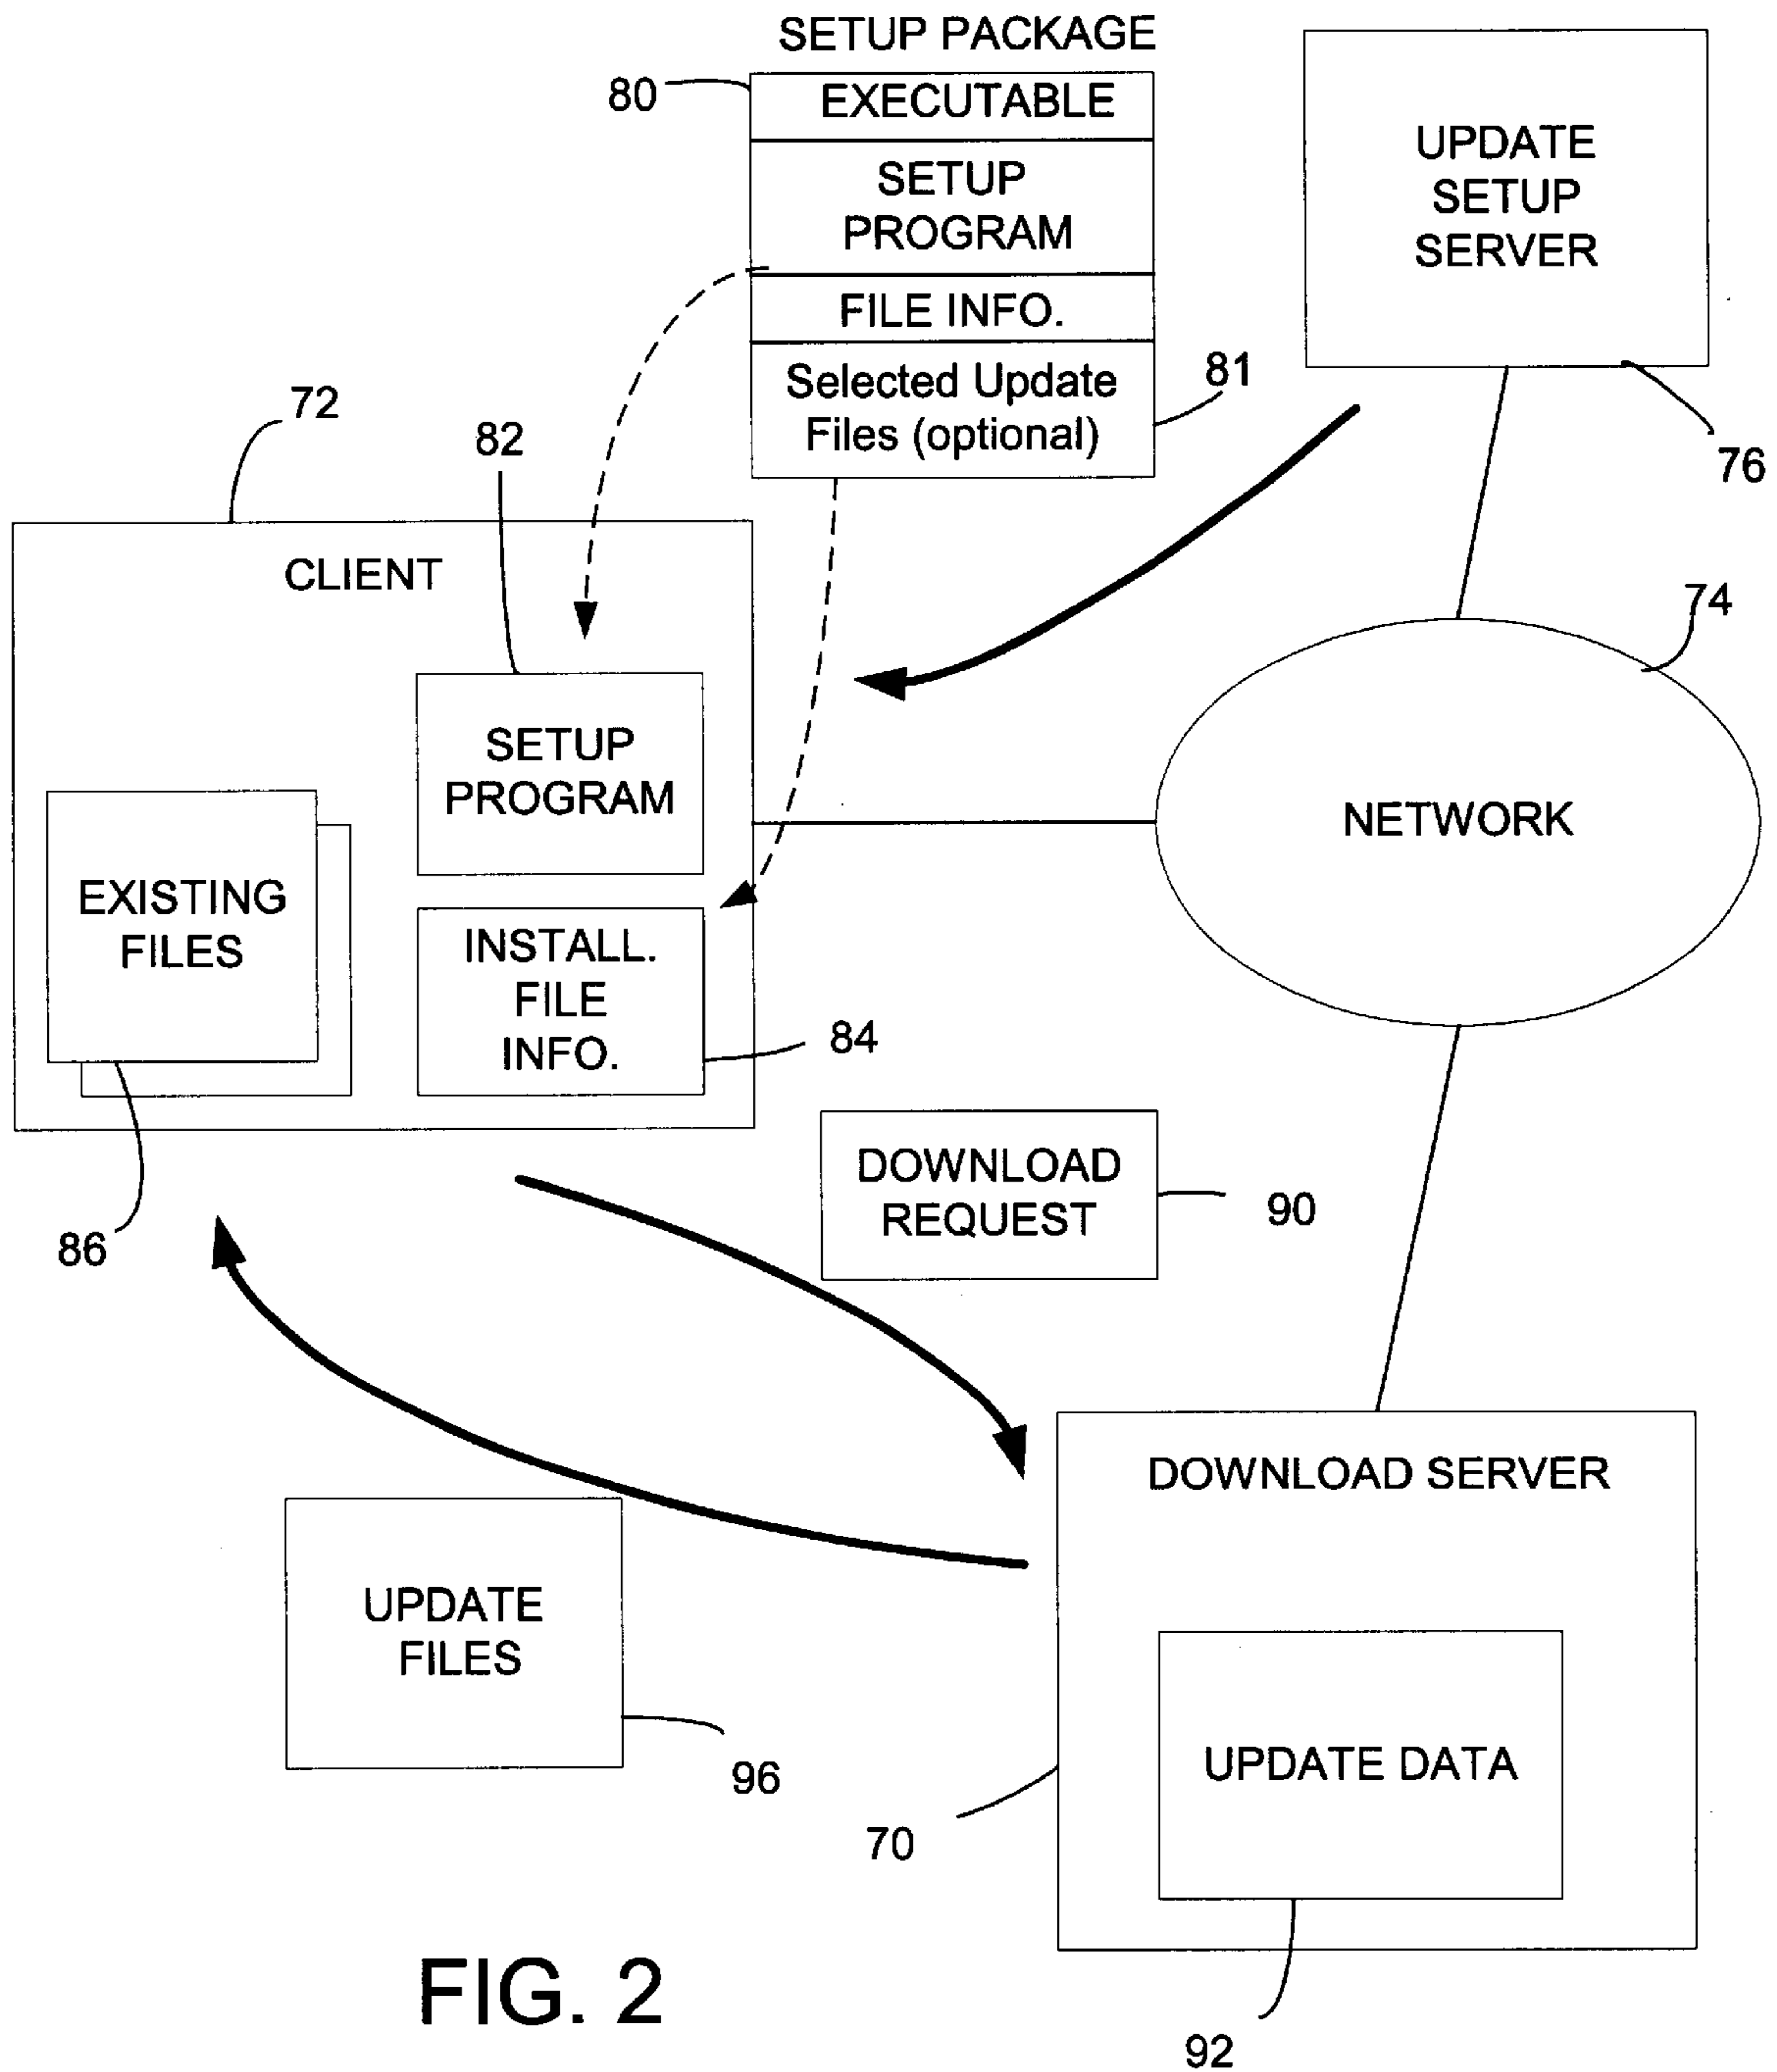 SETUP PACKAGE
80
EXECUTABLE
SETUP
PROGRAM
FILE INFO.
Selected Update
Files (optional)
81
UPDATE
SETUP
SERVER
76
72
82
CLIENT
74
SETUP
PROGRAM
NETWORK
EXISTING
FILES
INSTALL.
FILE
INFO.
84
86
DOWNLOAD
REQUEST
90
DOWNLOAD SERVER
UPDATE
FILES
96
UPDATE DATA
70
92
FIG. 2